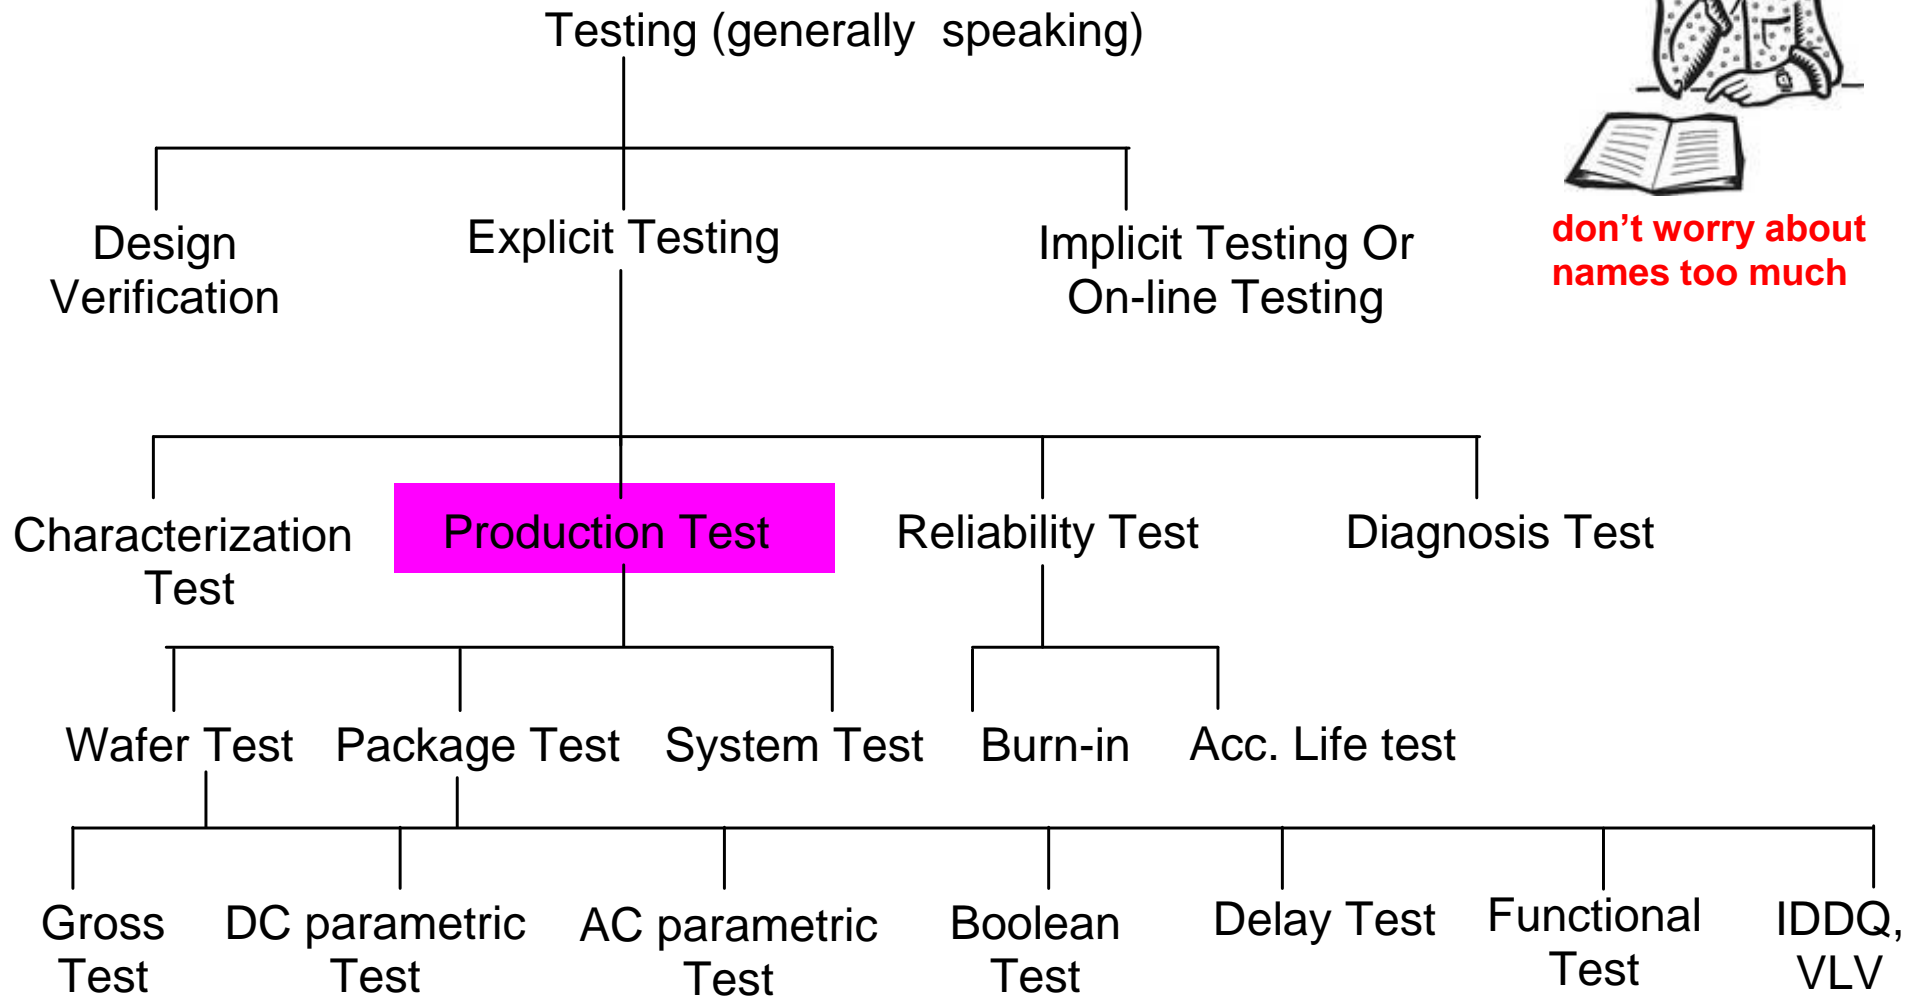 Testing (generally speaking)
Design
Verification
Explicit Testing
Implicit Testing Or
On-line Testing
don’t worry about
names too much
Characterization
Test
Production Test
Reliability Test
Diagnosis Test
Wafer Test
Package Test
System Test
Burn-in
Acc. Life test
Gross
Test
DC parametric
Test
AC parametric
Test
Boolean
Test
Delay Test
Functional
Test
IDDQ,
VLV